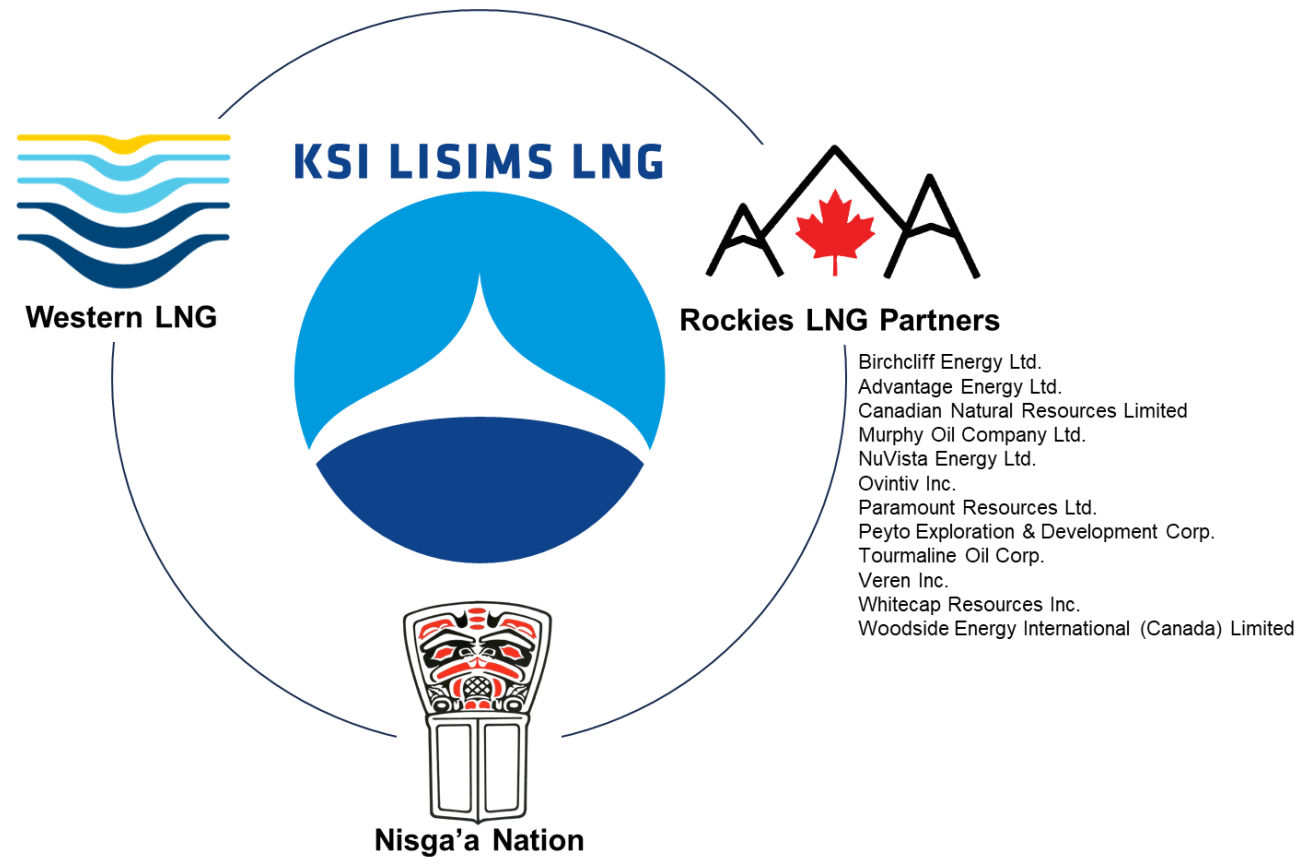 KSI LISIMS LNG
Western LNG
Rockies LNG Partners
Birchcliff Energy Ltd.
Advantage Energy Ltd.
Canadian Natural Resources Limited
Murphy Oil Company Ltd.
NuVista Energy Ltd.
Ovintiv Inc.
Paramount Resources Ltd.
Peyto Exploration & Development Corp.
Tourmaline Oil Corp.
Veren Inc.
Whitecap Resources Inc.
Woodside Energy International (Canada) Limited
Nisga’a Nation